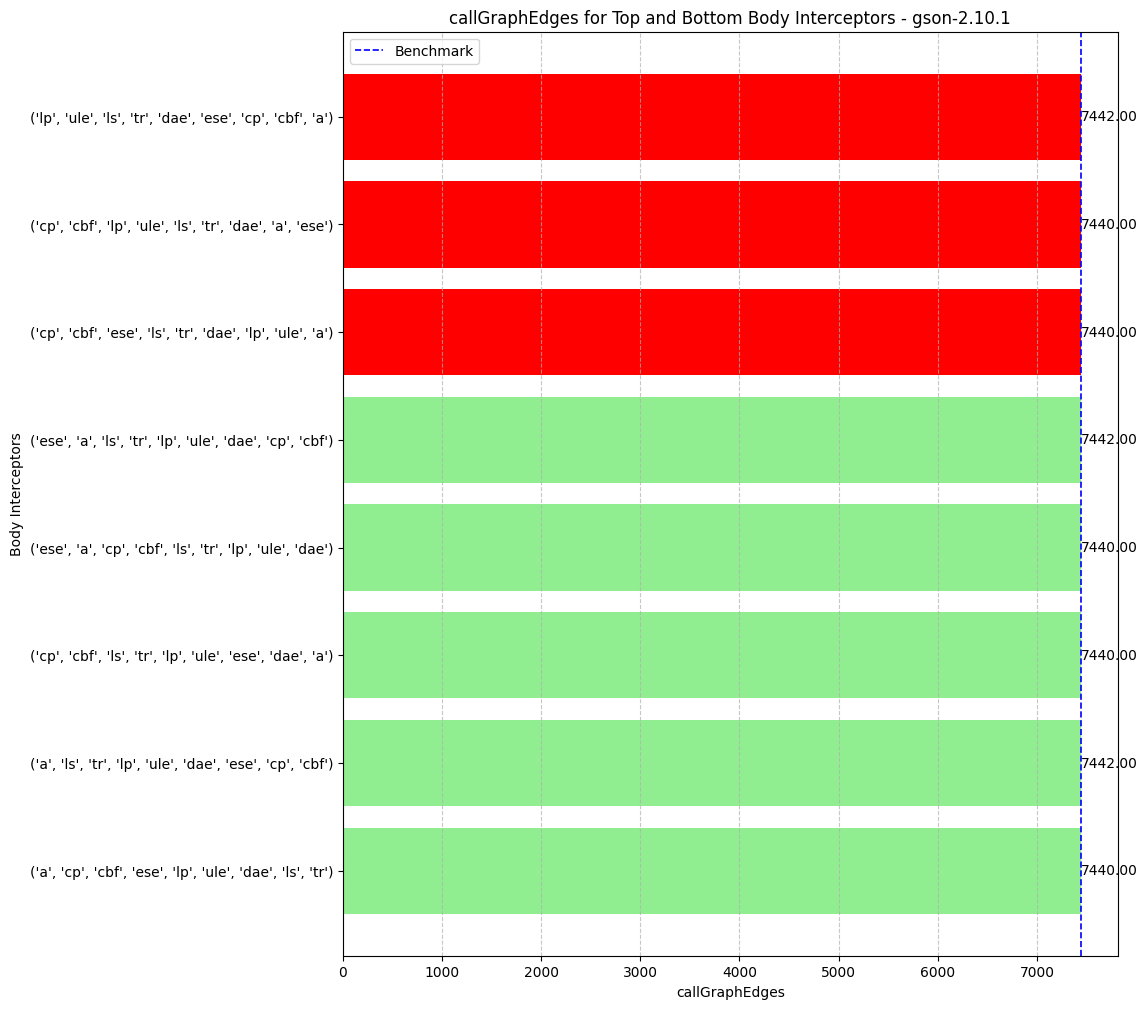 callGraphEdges for Top and Bottom Body Interceptors - gson-2.10.1
Benchmark
('lp', 'ule', 'ls', 'tr', 'dae', 'ese', 'cp', 'cbf', 'a')
7442.00
('cp', 'cbf', 'lp', 'ule', 'ls', 'tr', 'dae', 'a', 'ese')
7440.00
('cp', 'cbf', 'ese', 'ls', 'tr', 'dae', 'lp', 'ule', 'a')
7440.00
('ese', 'a', 'ls', 'tr', 'lp', 'ule', 'dae', 'cp', 'cbf')
7442.00
('ese', 'a', 'cp', 'cbf', 'ls', 'tr', 'lp', 'ule', 'dae')
7440.00
('cp', 'cbf', 'ls', 'tr', 'lp', 'ule', 'ese', 'dae', 'a')
7440.00
('a', 'ls', 'tr', 'lp', 'ule', 'dae', 'ese', 'cp', 'cbf')
7442.00
('a', 'cp', 'cbf', 'ese', 'lp', 'ule', 'dae', 'ls', 'tr')
7440.00
Body Interceptors
0 1000 2000 3000 4000 5000 6000 7000
callGraphEdges